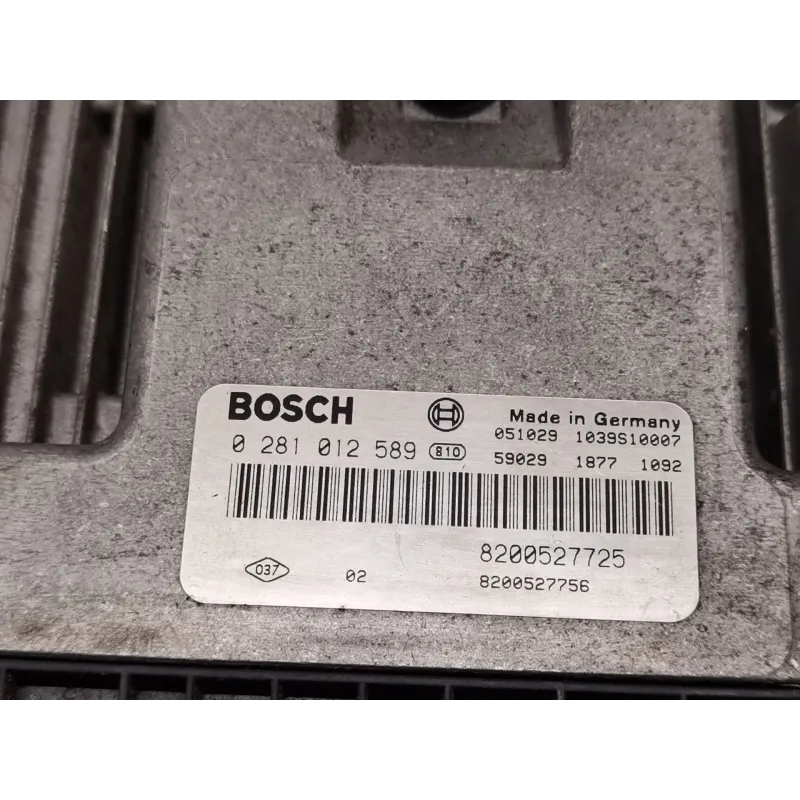 BOSCH Made in Germany
051029 1039S10007
0 281 012 589 810
59029 1877 1092
8200527725
037 02 8200527756